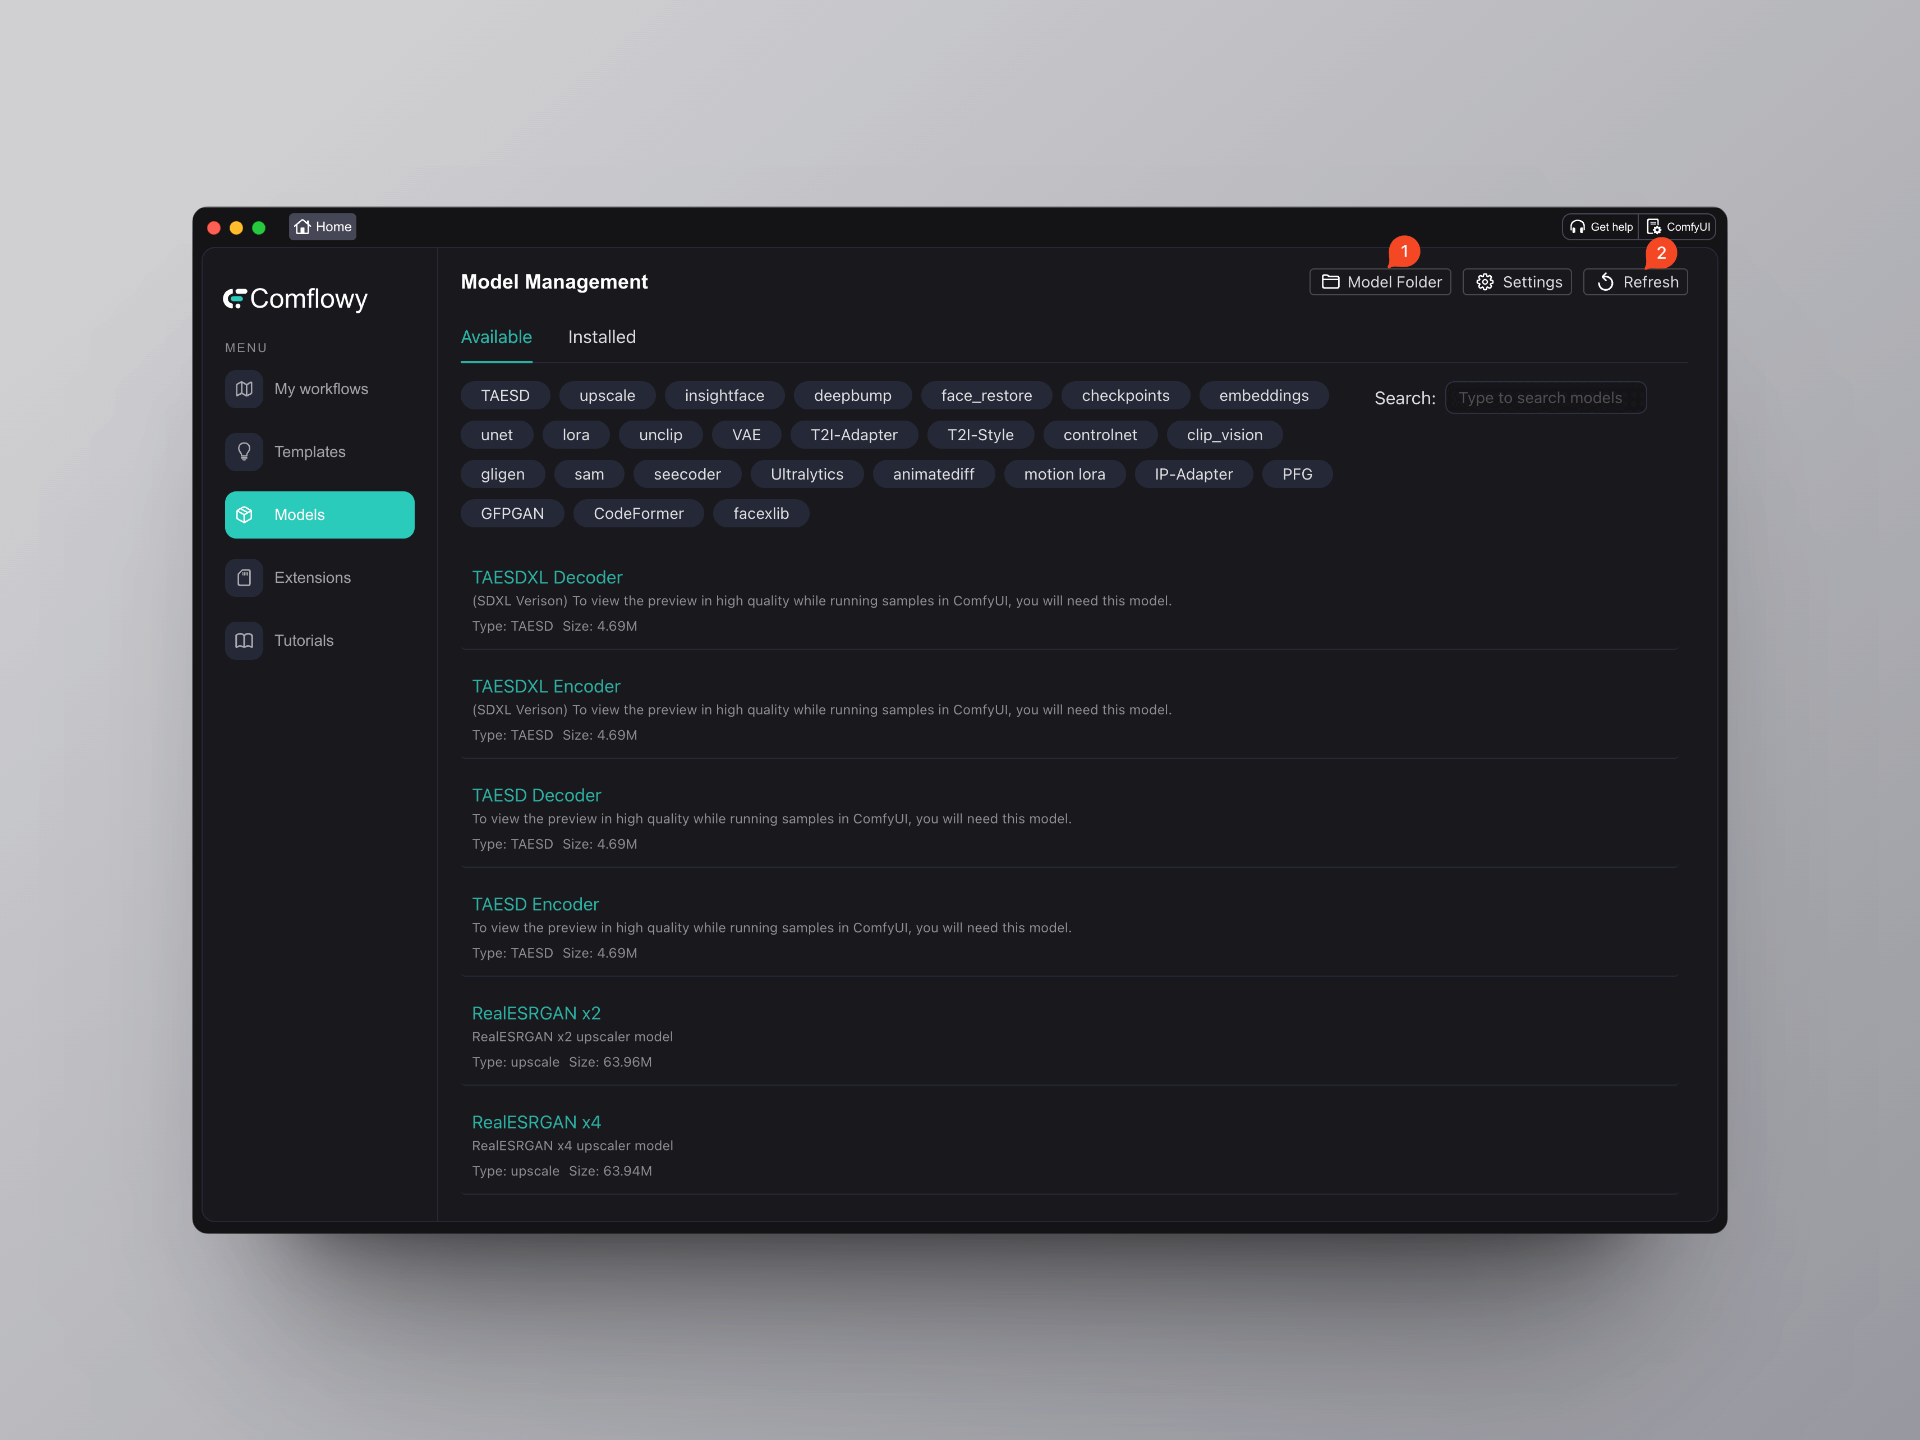 Home
Get help
ComfyUI
1
2
Comflowy
Model Management
Model Folder
Settings
Refresh
MENU
My workflows
Templates
Models
Extensions
Tutorials
Available
Installed
TAESD upscale insightface deepbump face_restore checkpoints embeddings
Search: Type to search models
unet lora unclip VAE T2I-Adapter T2I-Style controlnet clip_vision
gligen sam seecoder Ultralytics animatediff motion lora IP-Adapter PFG
GFPGAN CodeFormer facexlib
TAESDXL Decoder
(SDXL Verison) To view the preview in high quality while running samples in ComfyUI, you will need this model.
Type: TAESD Size: 4.69M
TAESDXL Encoder
(SDXL Verison) To view the preview in high quality while running samples in ComfyUI, you will need this model.
Type: TAESD Size: 4.69M
TAESD Decoder
To view the preview in high quality while running samples in ComfyUI, you will need this model.
Type: TAESD Size: 4.69M
TAESD Encoder
To view the preview in high quality while running samples in ComfyUI, you will need this model.
Type: TAESD Size: 4.69M
RealESRGAN x2
RealESRGAN x2 upscaler model
Type: upscale Size: 63.96M
RealESRGAN x4
RealESRGAN x4 upscaler model
Type: upscale Size: 63.94M